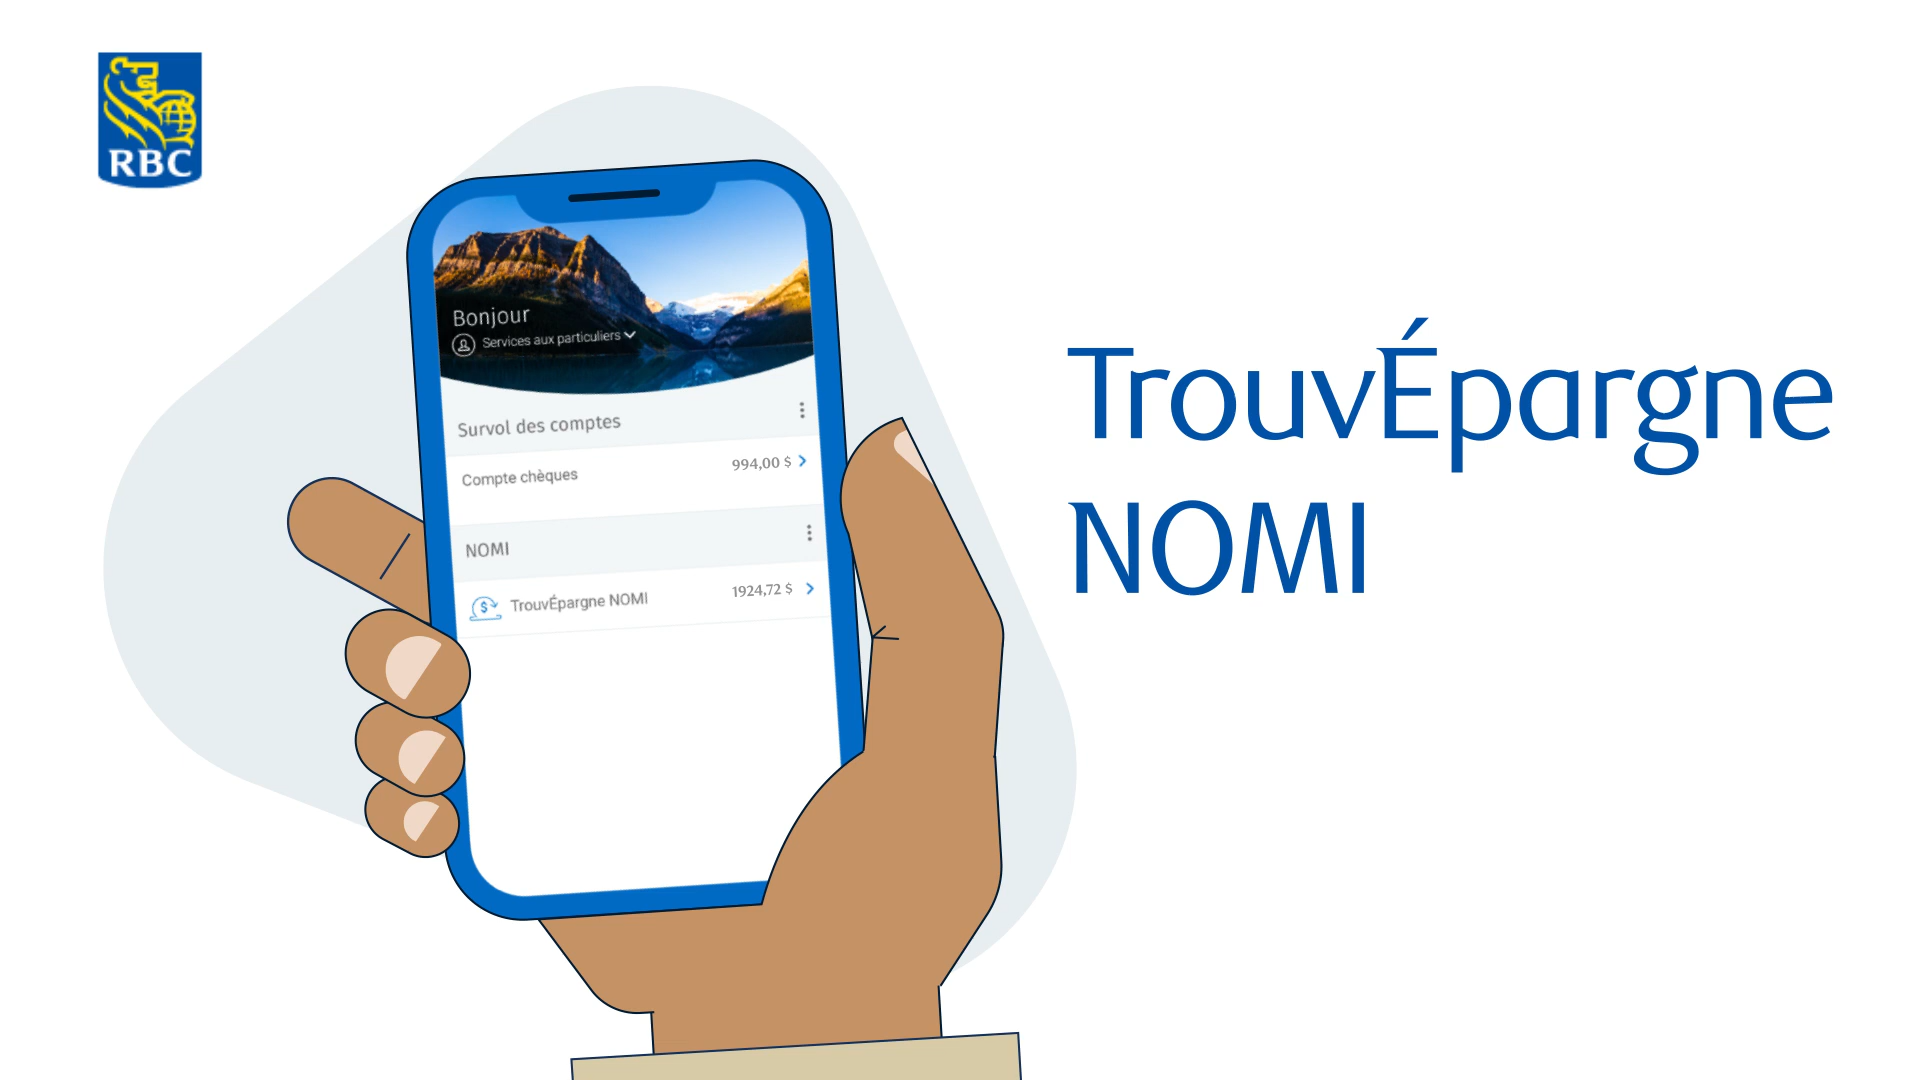 RBC
Bonjour
Services aux particuliers
Survol des comptes
Compte chèques 994,00 $
NOMI
TrouvÉpargne NOMI 1924,72 $
TrouvÉpargne
NOMI